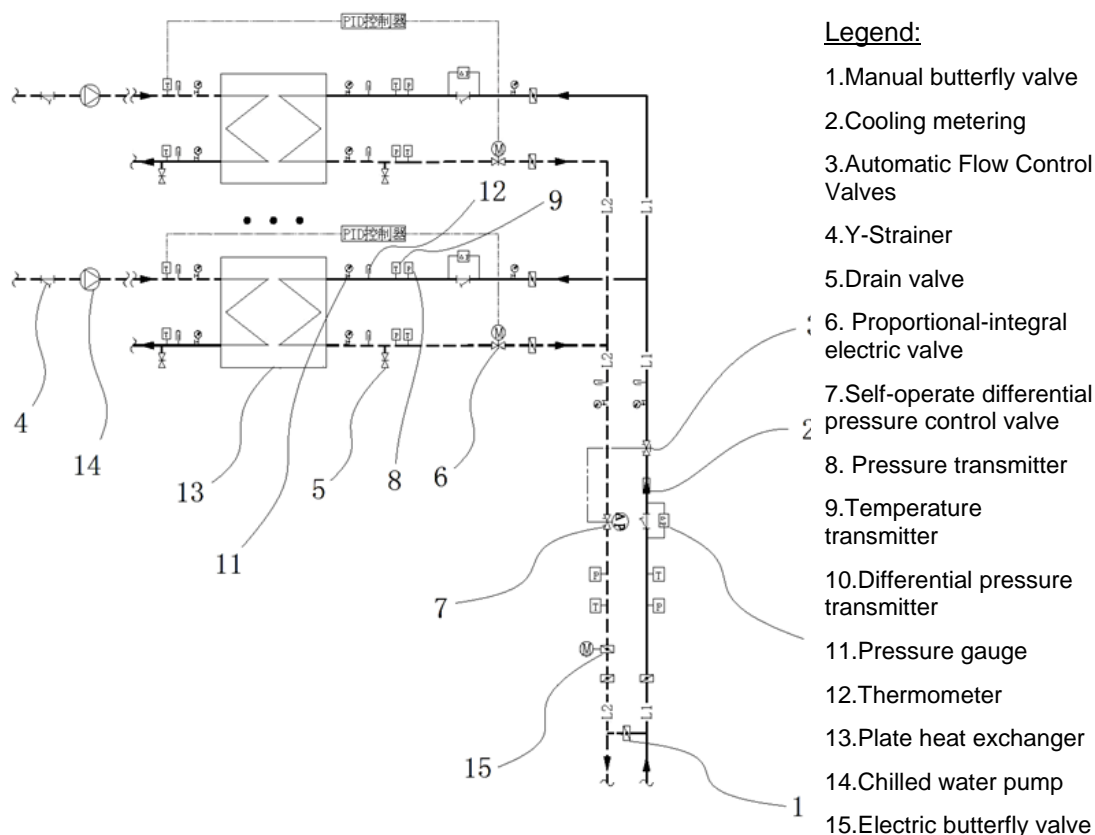 PID控制器
Legend:
1.Manual butterfly valve
2.Cooling metering
3.Automatic Flow Control
Valves
4.Y-Strainer
5.Drain valve
6. Proportional-integral
electric valve
7.Self-operate differential
pressure control valve
8. Pressure transmitter
9.Temperature
transmitter
10.Differential pressure
transmitter
11.Pressure gauge
12.Thermometer
13.Plate heat exchanger
14.Chilled water pump
15.Electric butterfly valve
T
T P
M
T
P T
12
9
L2
L1
PID控制器
T
T P
M
T
P T
L2
L1
4
14
13
11
5
8
6
2
ΔP
7
P
T
T
P
M
L2
L1
15
1